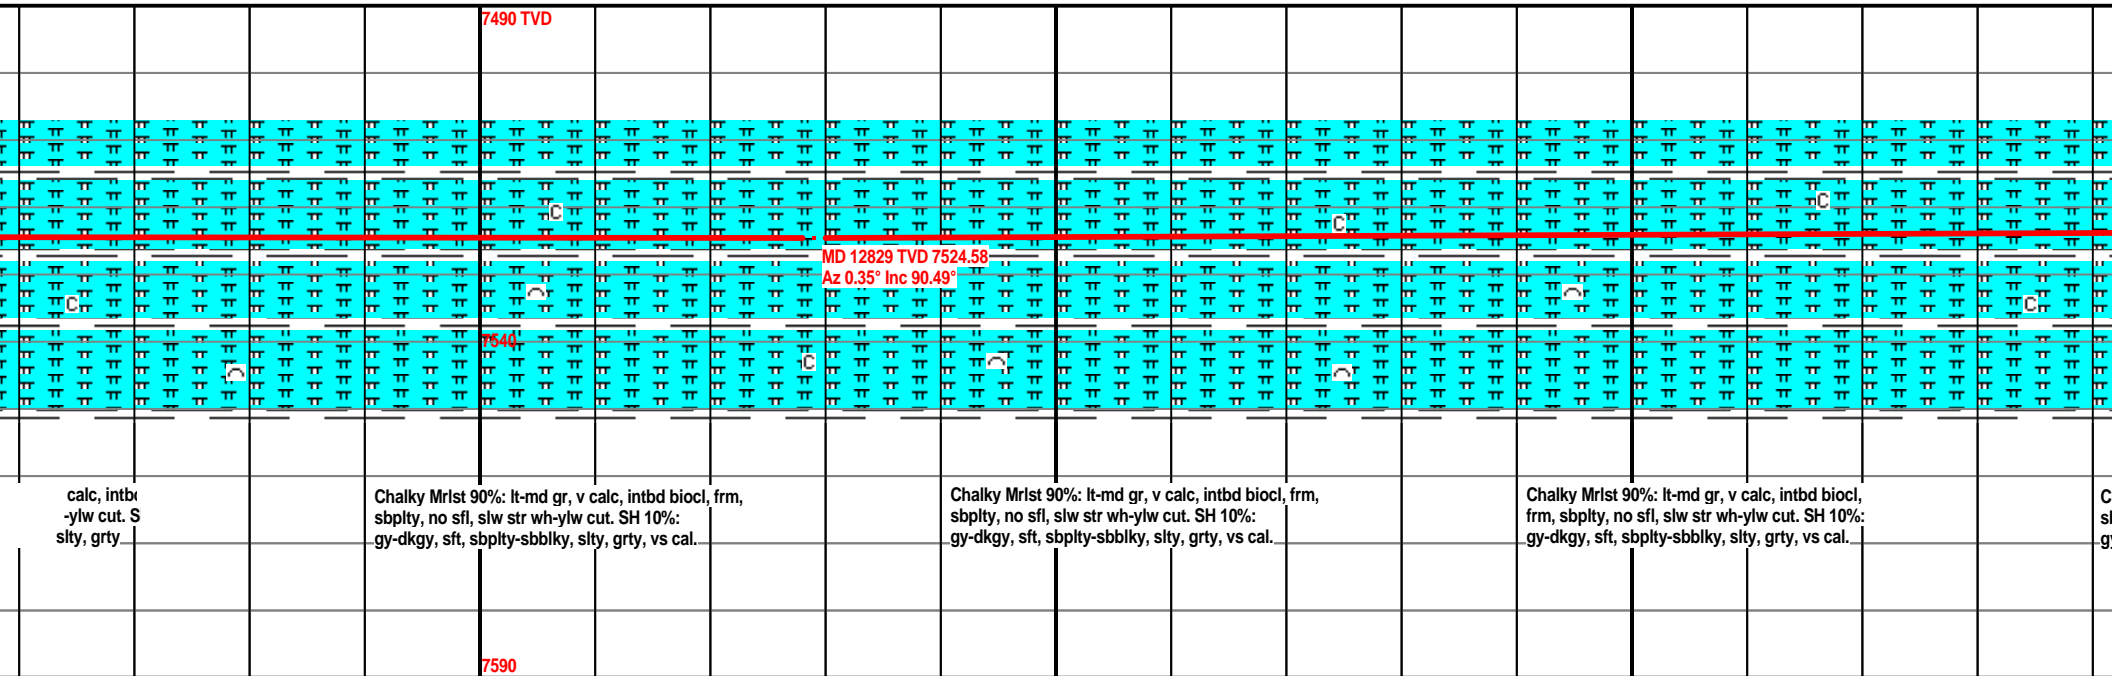 7490 TVD
MD 12829 TVD 7524.58
Az 0.35° Inc 90.49°
7540
calc, intbd
-ylw cut. S
slty, grty
Chalky Mrlst 90%: lt-md gr, v calc, intbd biocl, frm,
sbplty, no sfl, slw str wh-ylw cut. SH 10%:
gy-dkgy, sft, sbplty-sbblky, slty, grty, vs cal.
Chalky Mrlst 90%: lt-md gr, v calc, intbd biocl, frm,
sbplty, no sfl, slw str wh-ylw cut. SH 10%:
gy-dkgy, sft, sbplty-sbblky, slty, grty, vs cal.
Chalky Mrlst 90%: lt-md gr, v calc, intbd biocl,
frm, sbplty, no sfl, slw str wh-ylw cut. SH 10%:
gy-dkgy, sft, sbplty-sbblky, slty, grty, vs cal.
7590